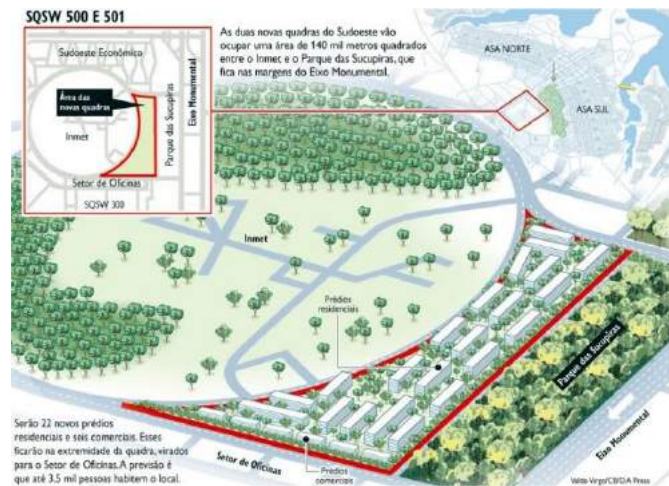 SQSW 500 E 501
As duas novas quadras do Sudoeste vão
ocupar uma área de 140 mil metros quadrados
entre o Inmet e o Parque das Sucupiras, que
fica nas margens do Eixo Monumental.
Sudoeste Econômico
Área das
novas quadras
Inmet
Parque das Sucupiras
Eixo Monumental
Setor de Oficinas
SQSW 300
ASA NORTE
ASA SUL
Inmet
Prédios
residenciais
Parque das Sucupiras
Eixo Monumental
Serão 22 novos prédios
residenciais e seis comerciais. Esses
ficarão na extremidade da quadra, virados
para o Setor de Oficinas. A previsão é
que até 3,5 mil pessoas habitem o local.
Setor de Oficinas
Prédios
comerciais
Valdo Virgo/CB/D.A Press